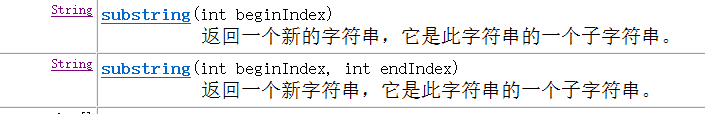 String substring(int beginIndex)
返回一个新的字符串，它是此字符串的一个子字符串。
String substring(int beginIndex, int endIndex)
返回一个新字符串，它是此字符串的一个子字符串。